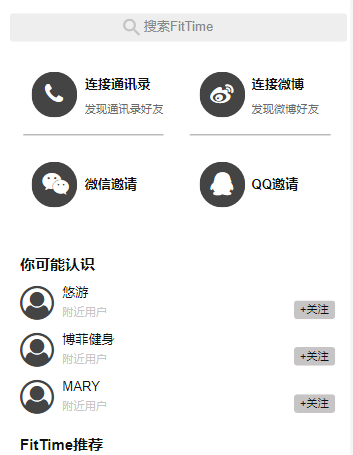 搜索FitTime
连接通讯录
发现通讯录好友
连接微博
发现微博好友
微信邀请
QQ邀请
你可能认识
悠游
附近用户
+关注
博菲健身
附近用户
+关注
MARY
附近用户
+关注
FitTime推荐